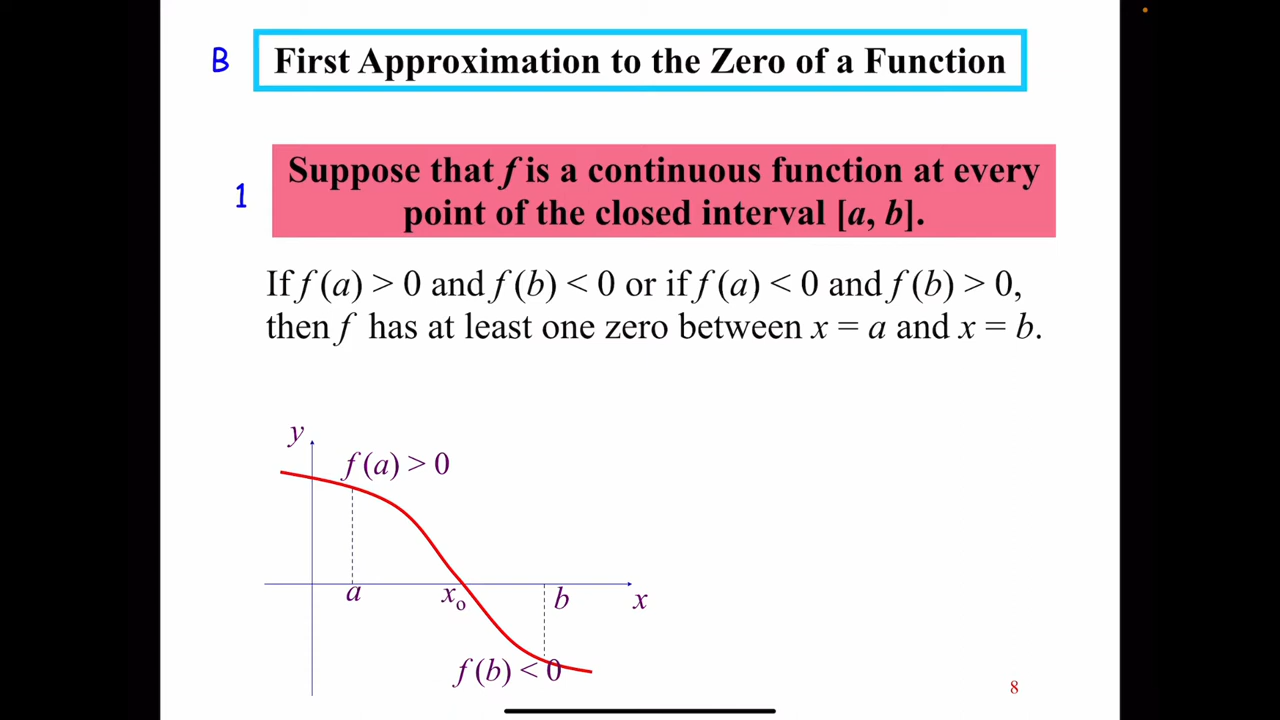 B
First Approximation to the Zero of a Function
1
Suppose that f is a continuous function at every
point of the closed interval [a, b].
If f (a) > 0 and f (b) < 0 or if f (a) < 0 and f (b) > 0,
then f has at least one zero between x = a and x = b.
y
f (a) > 0
a
x₀
b
x
f (b) < 0
8